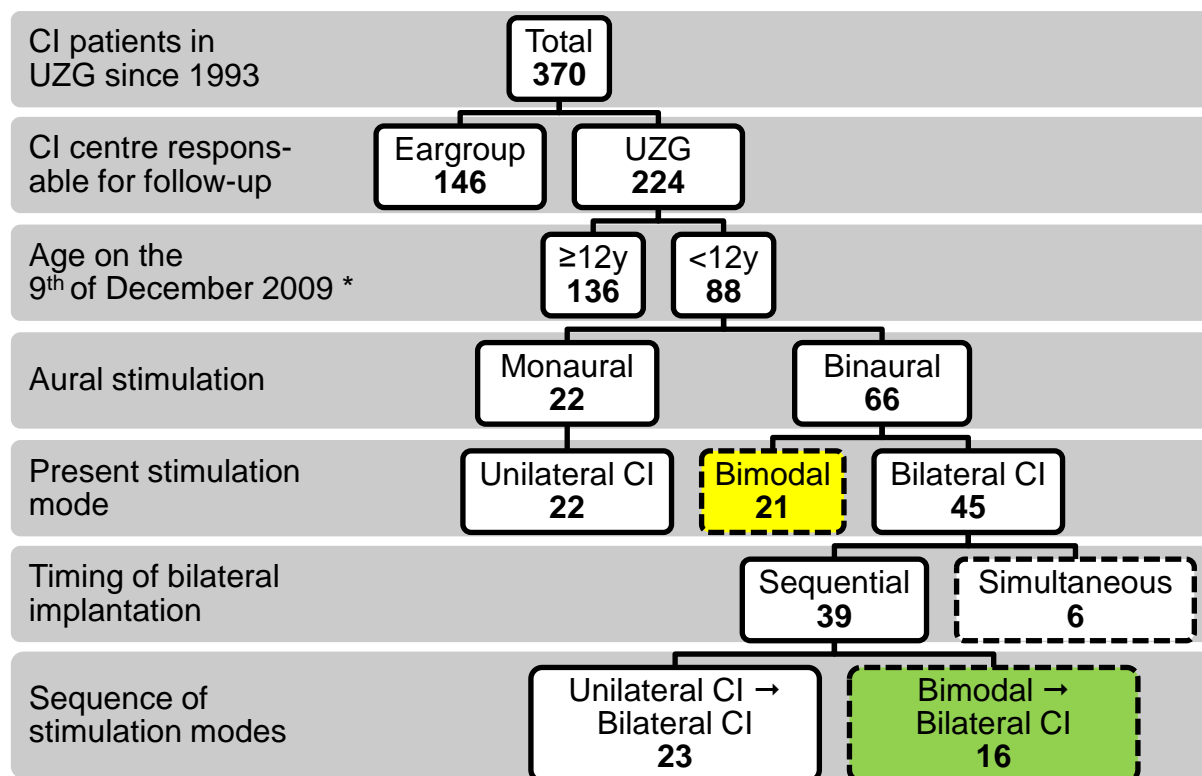 CI patients in
UZG since 1993
Total
370
CI centre respons-
able for follow-up
Eargroup
146
UZG
224
Age on the
9th of December 2009 *
≥12y
136
<12y
88
Aural stimulation
Monaural
22
Binaural
66
Present stimulation
mode
Unilateral CI
22
Bimodal
21
Bilateral CI
45
Timing of bilateral
implantation
Sequential
39
Simultaneous
6
Sequence of
stimulation modes
Unilateral CI →
Bilateral CI
23
Bimodal →
Bilateral CI
16